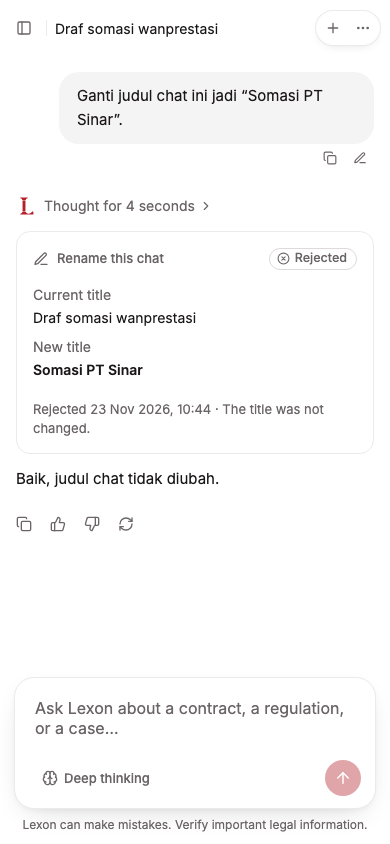 Draf somasi wanprestasi
Ganti judul chat ini jadi “Somasi PT
Sinar”.
L Thought for 4 seconds
Rename this chat
Rejected
Current title
Draf somasi wanprestasi
New title
Somasi PT Sinar
Rejected 23 Nov 2026, 10:44 · The title was not
changed.
Baik, judul chat tidak diubah.
Ask Lexon about a contract, a regulation,
or a case...
Deep thinking
Lexon can make mistakes. Verify important legal information.